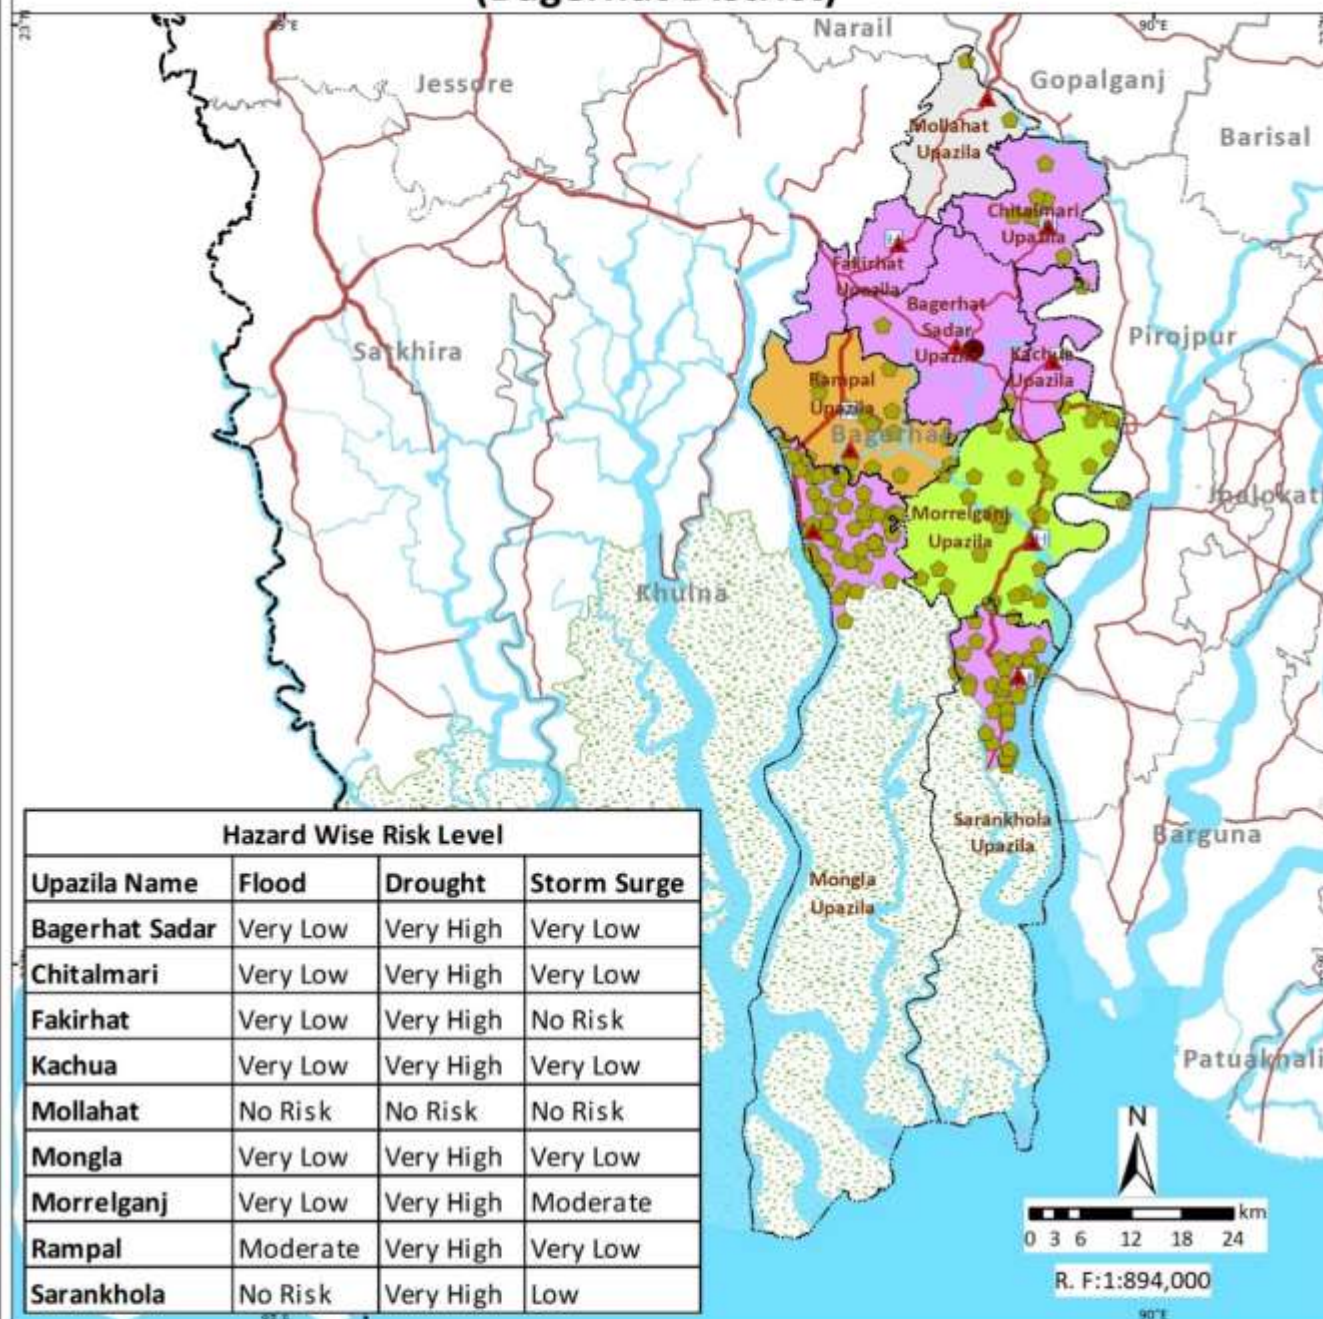 (Bagerhat District)
89°E
90°E
Narail
Jessore
Gopalganj
Barisal
Mollahat
Upazila
Chitalmari
Upazila
Fakirhat
Upazila
Bagerhat
Sadar
Upazila
Kachua
Upazila
Pirojpur
Satkhira
Rampal
Upazila
Bagerhat
Jhalokati
Morrelganj
Upazila
Khulna
Sarankhola
Upazila
Barguna
Mongla
Upazila
Patuakhali
Hazard Wise Risk Level
Upazila Name Flood Drought Storm Surge
Bagerhat Sadar Very Low Very High Very Low
Chitalmari Very Low Very High Very Low
Fakirhat Very Low Very High No Risk
Kachua Very Low Very High Very Low
Mollahat No Risk No Risk No Risk
Mongla Very Low Very High Very Low
Morrelganj Very Low Very High Moderate
Rampal Moderate Very High Very Low
Sarankhola No Risk Very High Low
N
km
0 3 6 12 18 24
R. F:1:894,000
90°E